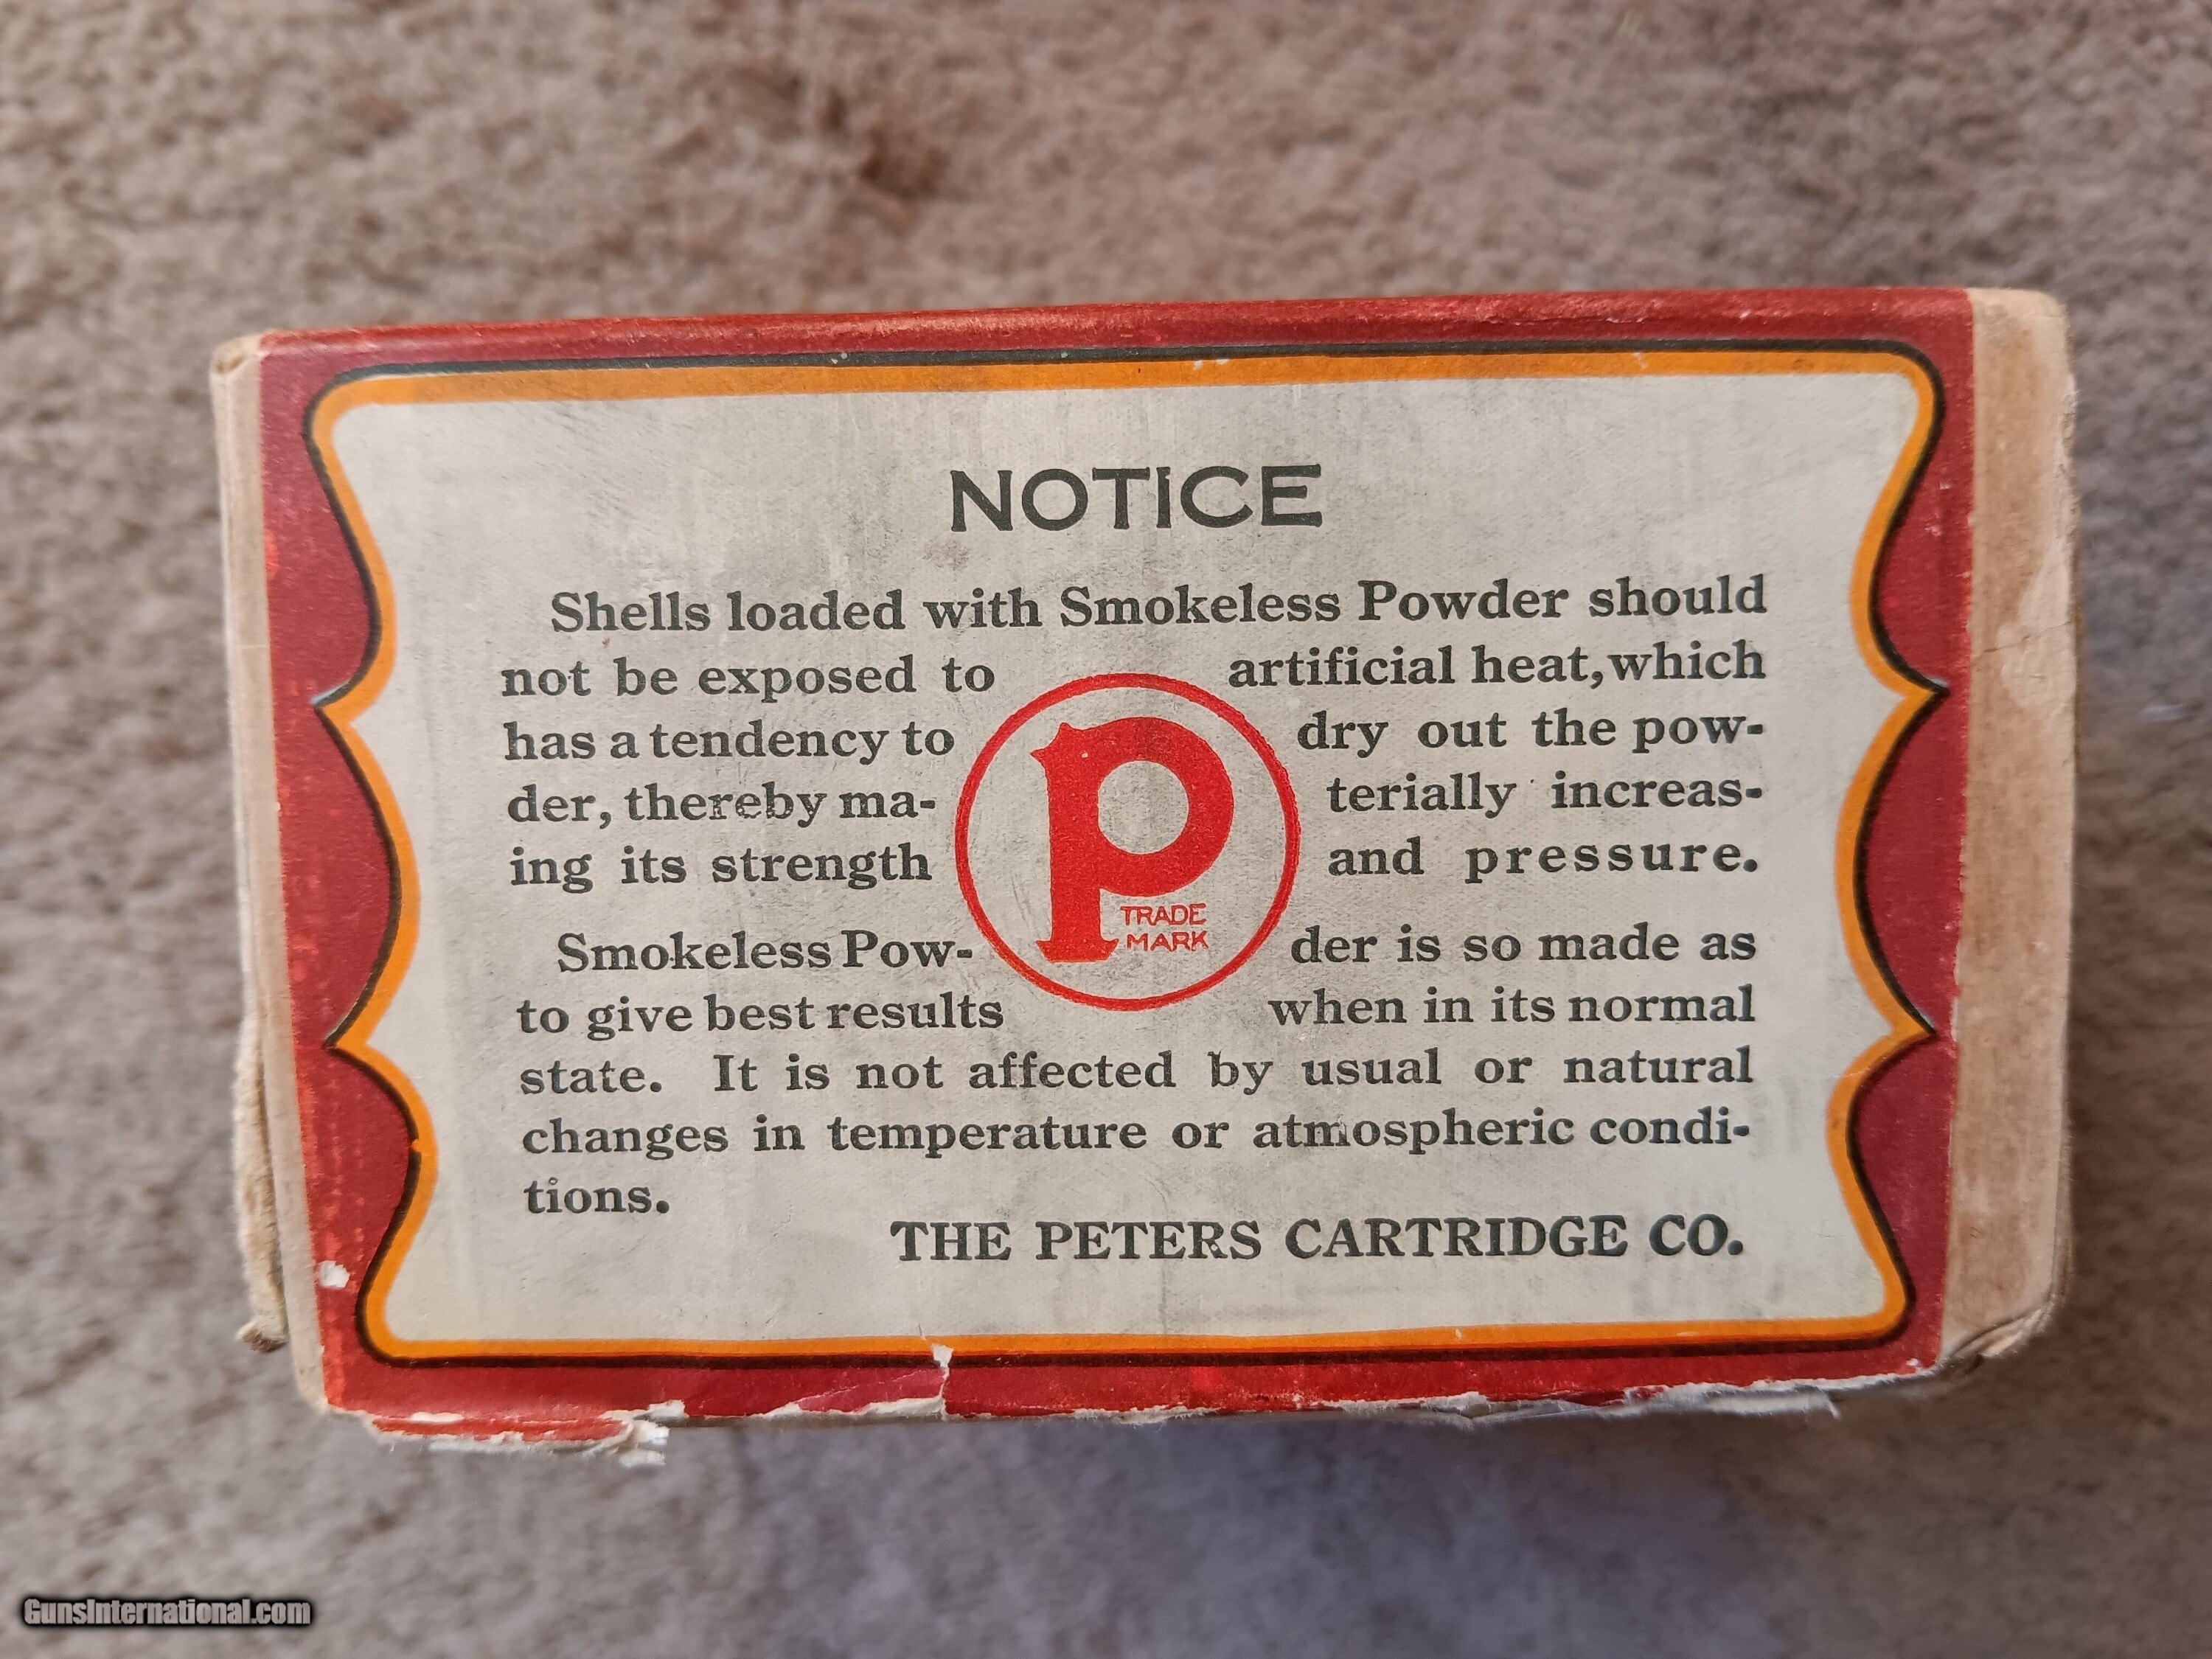 NOTICE
Shells loaded with Smokeless Powder should
not be exposed to artificial heat, which
has a tendency to dry out the pow-
der, thereby ma- terially increas-
ing its strength and pressure.
P
TRADE
MARK
Smokeless Pow- der is so made as
to give best results when in its normal
state. It is not affected by usual or natural
changes in temperature or atmospheric condi-
tions.
THE PETERS CARTRIDGE CO.
GunsInternational.com